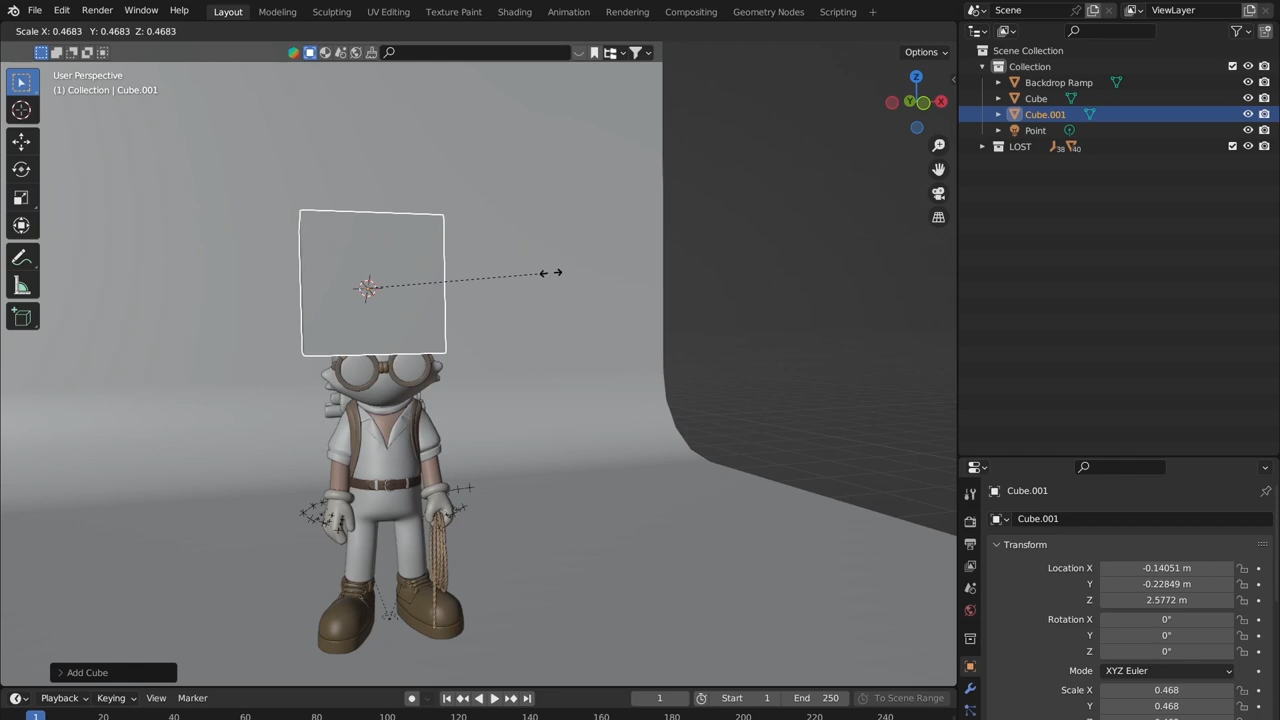 File Edit Render Window Help Layout Modeling Sculpting UV Editing Texture Paint Shading Animation Rendering Compositing Geometry Nodes Scripting + Scene ViewLayer
Scale X: 0.4683 Y: 0.4683 Z: 0.4683
Options
User Perspective
(1) Collection | Cube.001
Z
Y
X
Scene Collection
Collection
Backdrop Ramp
Cube
Cube.001
Point
LOST 38 40
Cube.001
Cube.001
Transform
Location X -0.14051 m
Y -0.22849 m
Z 2.5772 m
Rotation X 0°
Y 0°
Z 0°
Mode XYZ Euler
Scale X 0.468
Y 0.468
Add Cube
Playback Keying View Marker 1 Start 1 End 250 To Scene Range
1 20 40 60 80 100 120 140 160 180 200 220 240